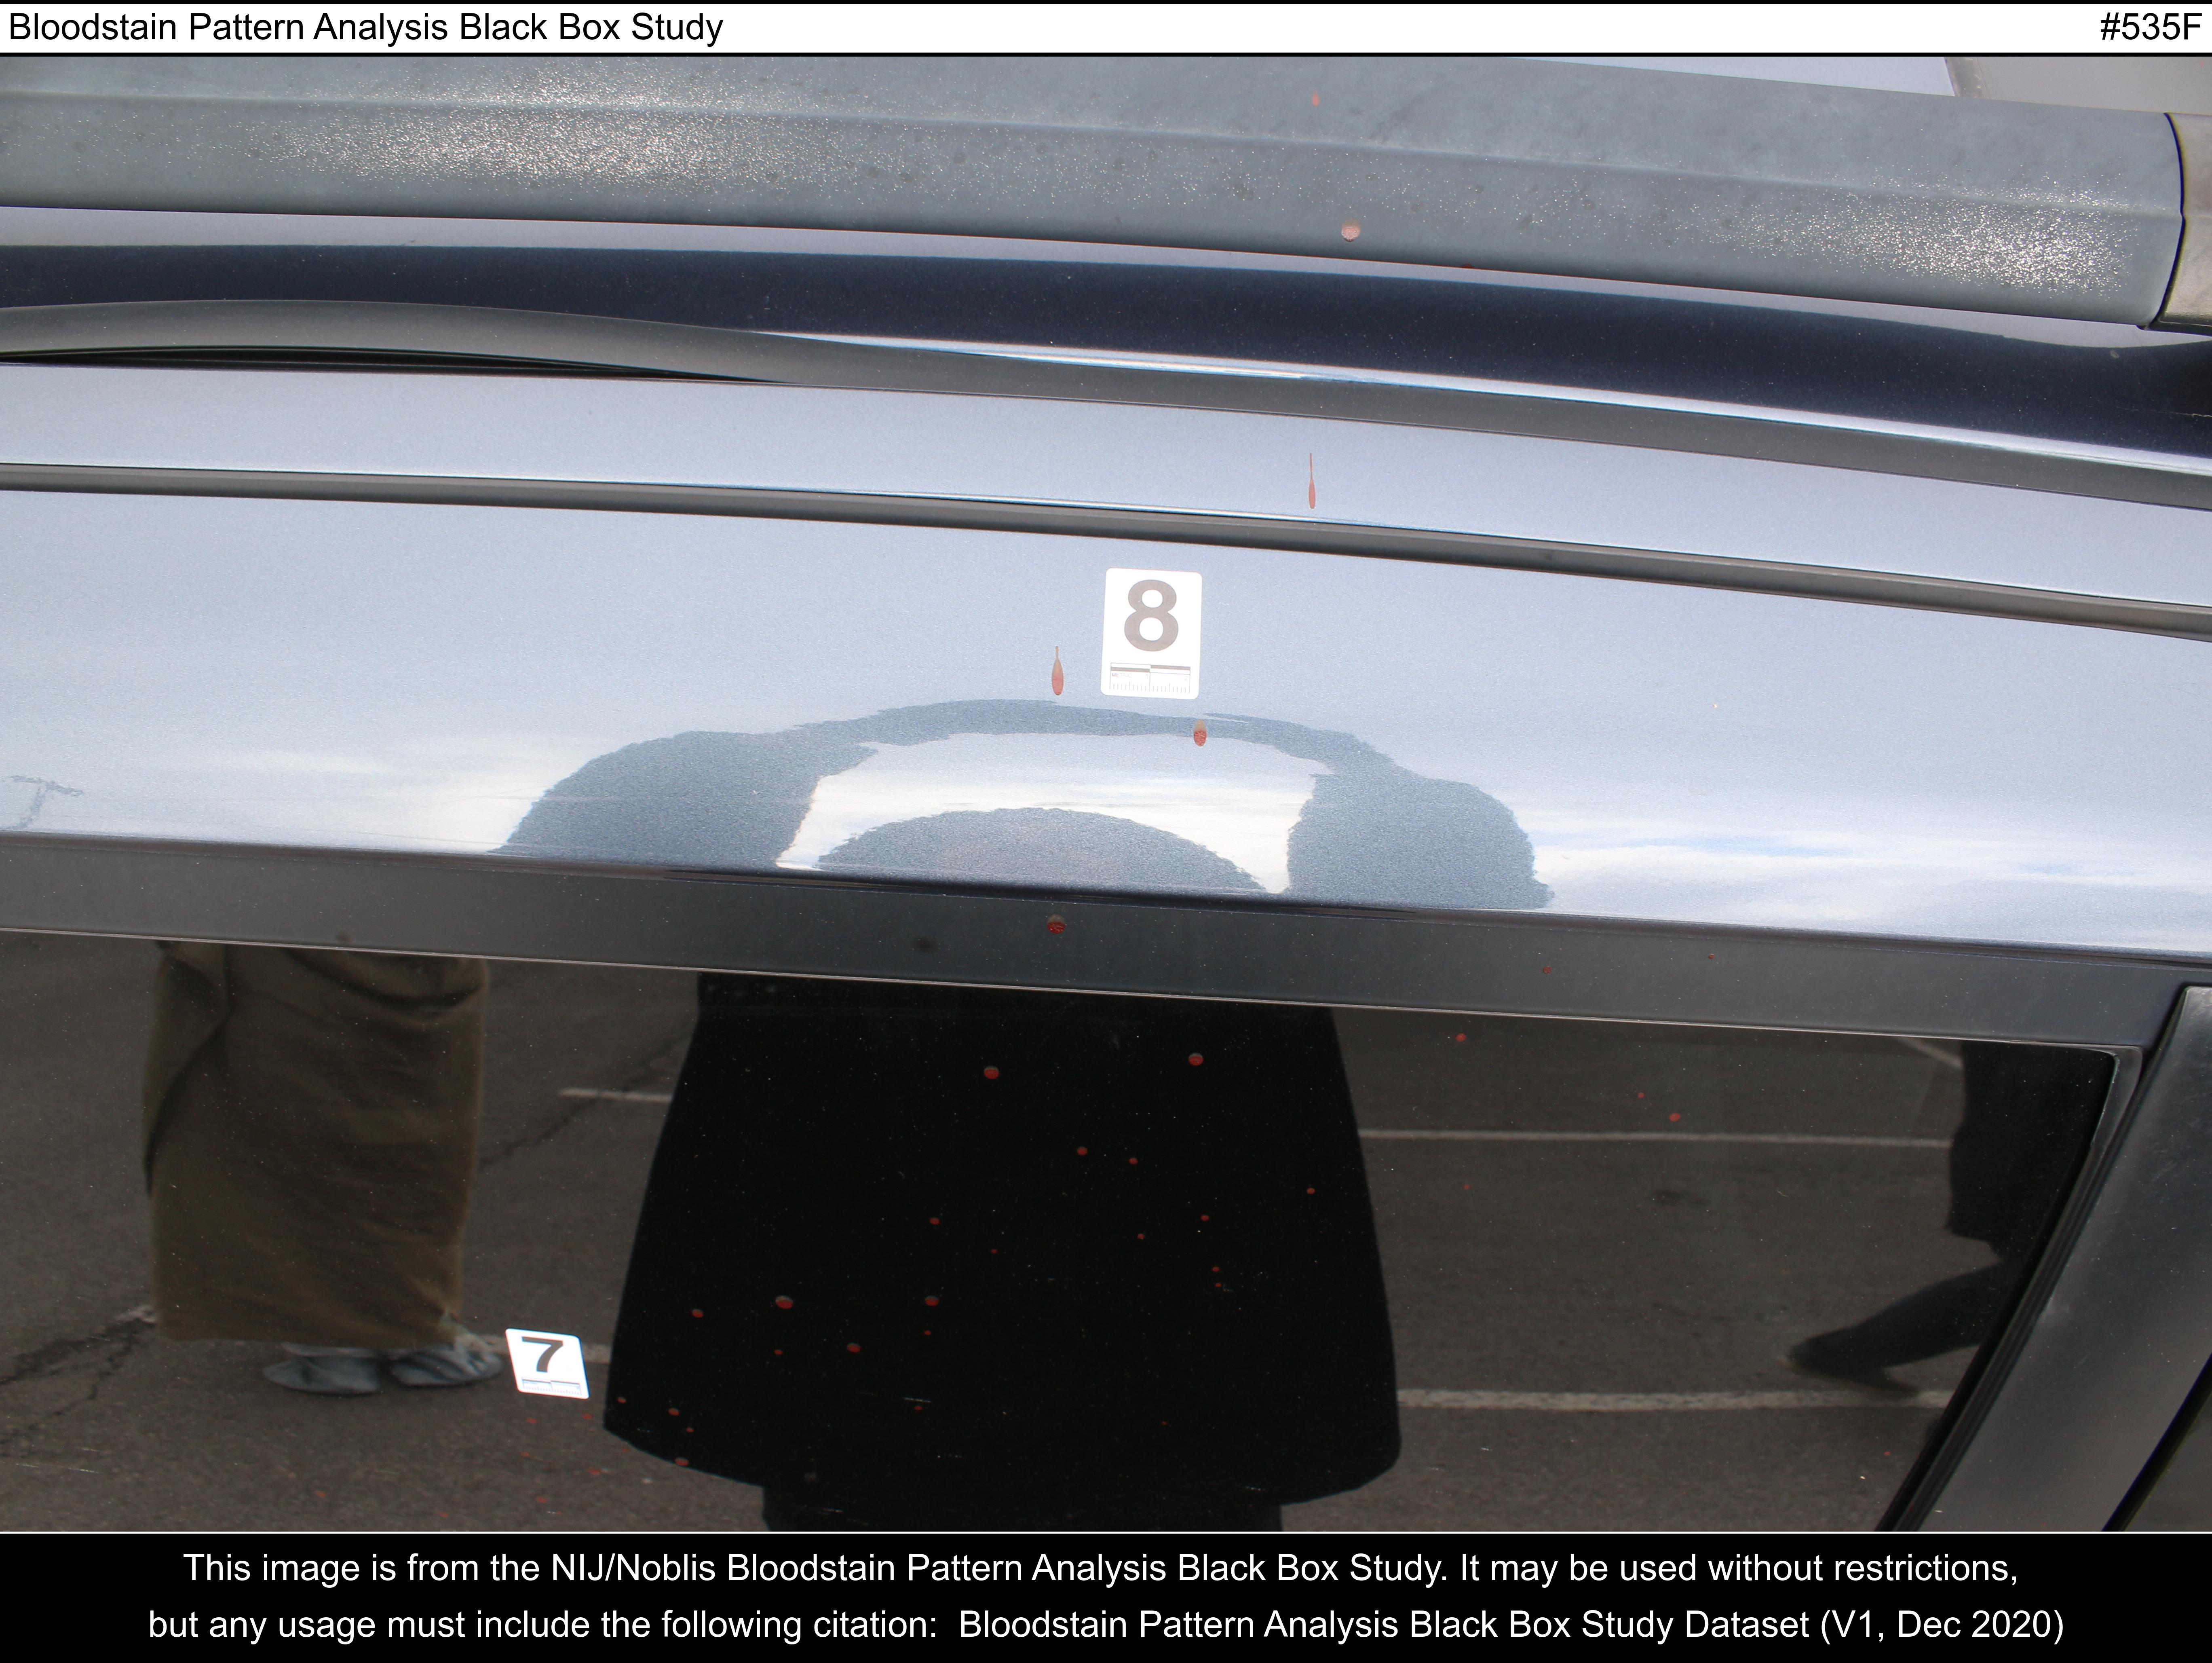 Bloodstain Pattern Analysis Black Box Study #535F
8
7
This image is from the NIJ/Noblis Bloodstain Pattern Analysis Black Box Study. It may be used without restrictions,
but any usage must include the following citation:  Bloodstain Pattern Analysis Black Box Study Dataset (V1, Dec 2020)